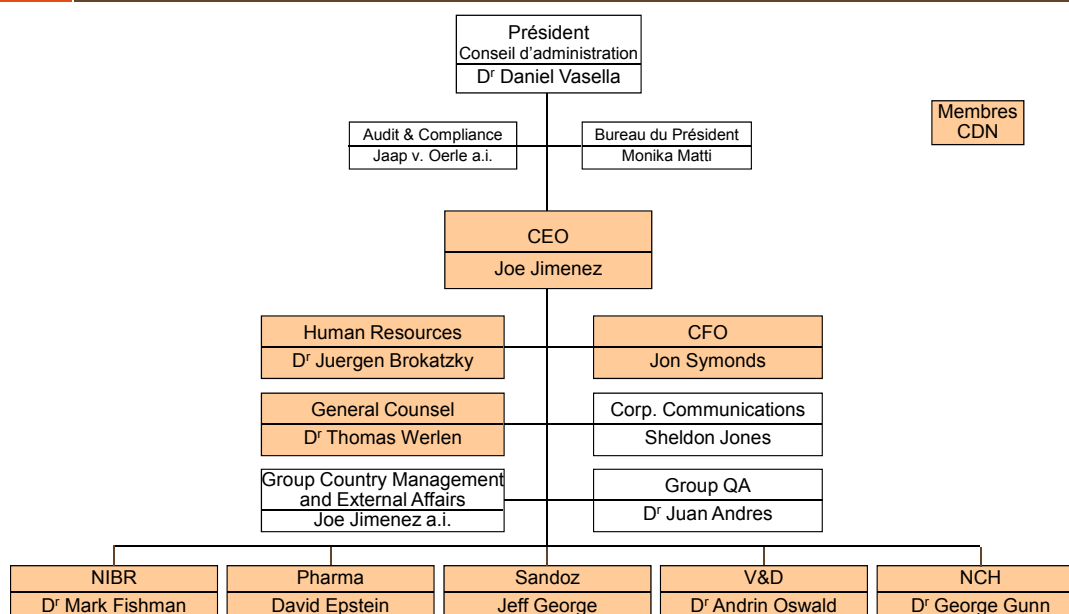 Président
Conseil d’administration
Dʳ Daniel Vasella
Membres
CDN
Audit & Compliance
Jaap v. Oerle a.i.
Bureau du Président
Monika Matti
CEO
Joe Jimenez
Human Resources
Dʳ Juergen Brokatzky
CFO
Jon Symonds
General Counsel
Dʳ Thomas Werlen
Corp. Communications
Sheldon Jones
Group Country Management
and External Affairs
Joe Jimenez a.i.
Group QA
Dʳ Juan Andres
NIBR
Dʳ Mark Fishman
Pharma
David Epstein
Sandoz
Jeff George
V&D
Dʳ Andrin Oswald
NCH
Dʳ George Gunn